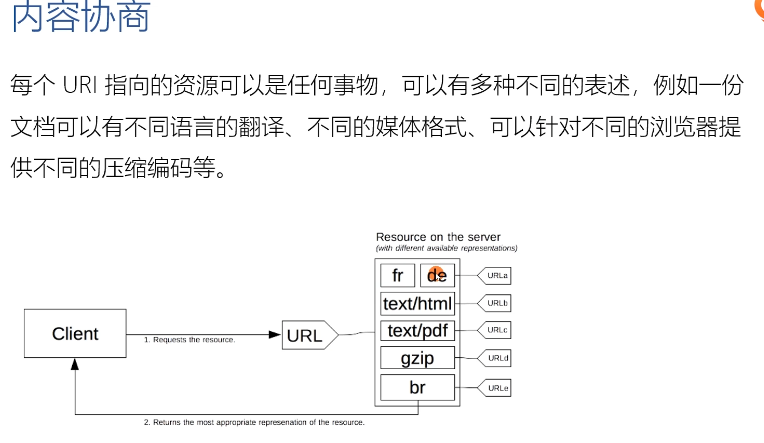 内容协商
每个 URI 指向的资源可以是任何事物，可以有多种不同的表述，例如一份
文档可以有不同语言的翻译、不同的媒体格式、可以针对不同的浏览器提
供不同的压缩编码等。
Resource on the server
(with different available representations)
fr de URLa
text/html URLb
Client
1. Requests the resource.
URL
text/pdf URLc
gzip URLd
br URLe
2. Returns the most appropriate represenation of the resource.